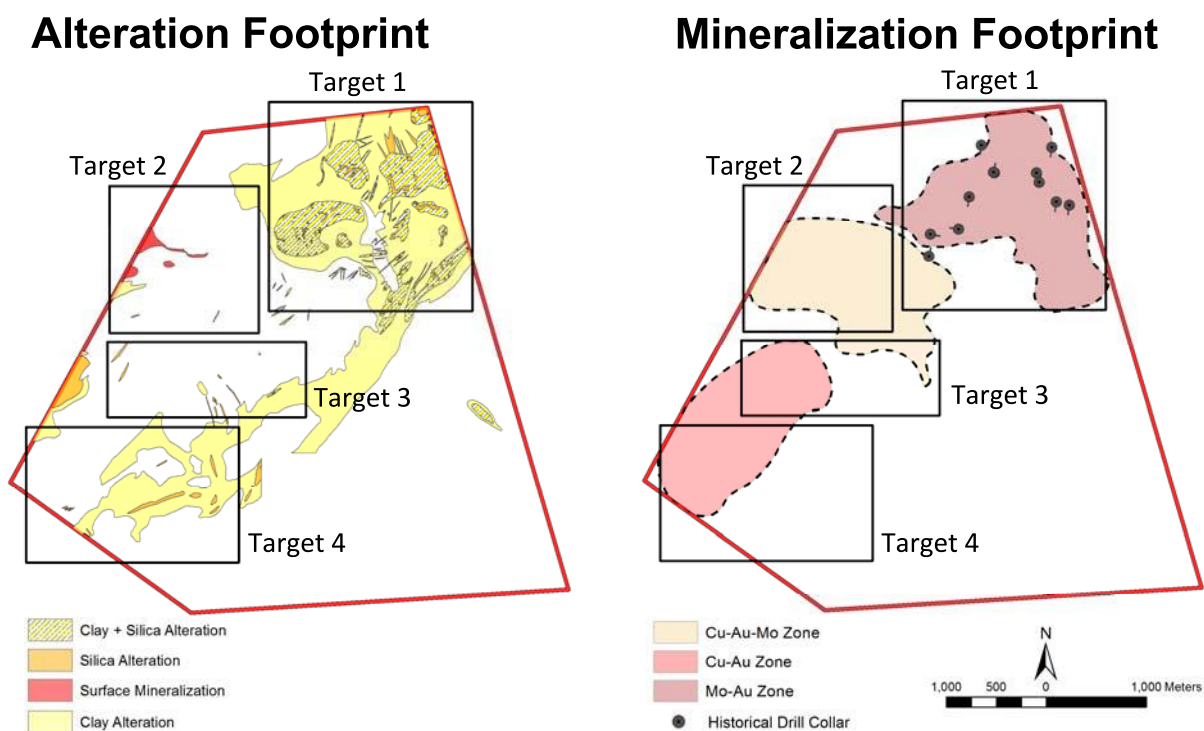 Alteration Footprint
Target 1
Target 2
Target 3
Target 4
Clay + Silica Alteration
Silica Alteration
Surface Mineralization
Clay Alteration
Mineralization Footprint
Target 1
Target 2
Target 3
Target 4
Cu-Au-Mo Zone
Cu-Au Zone
Mo-Au Zone
Historical Drill Collar
N
1,000 500 0 1,000 Meters